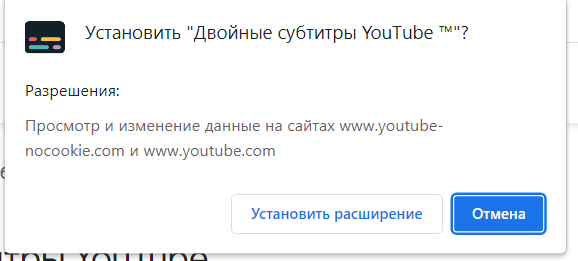 Установить "Двойные субтитры YouTube ™"?
Разрешения:
Просмотр и изменение данные на сайтах www.youtube-
nocookie.com и www.youtube.com
Установить расширение
Отмена
YouTube